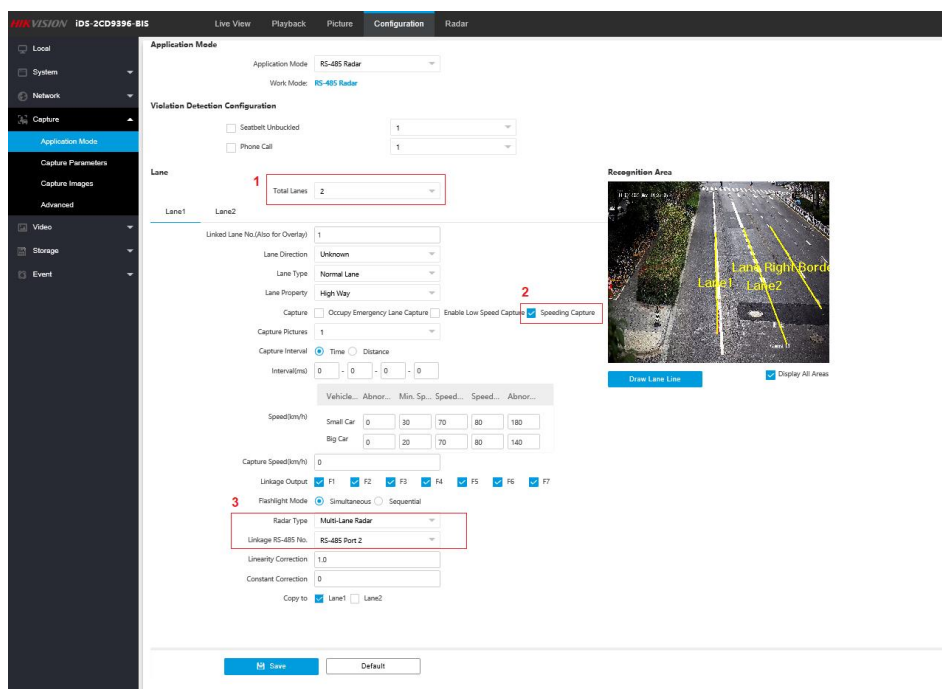 HIKVISION iDS-2CD9396-BIS Live View Playback Picture Configuration Radar
Local
System
Network
Capture
Application Mode
Capture Parameters
Capture Images
Advanced
Video
Storage
Event
Application Mode
Application Mode RS-485 Radar
Work Mode: RS-485 Radar
Violation Detection Configuration
Seatbelt Unbuckled 1
Phone Call 1
Lane
1
Total Lanes 2
Lane1 Lane2
Linked Lane No.(Also for Overlay) 1
Lane Direction Unknown
Lane Type Normal Lane
Lane Property High Way
2
Capture Occupy Emergency Lane Capture Enable Low Speed Capture Speeding Capture
Capture Pictures 1
Capture Interval Time Distance
Interval(ms) 0 - 0 - 0 - 0
Vehicle... Abnor... Min. Sp... Speed... Speed... Abnor...
Speed(km/h)
Small Car 0 30 70 80 180
Big Car 0 20 70 80 140
Capture Speed(km/h) 0
Linkage Output F1 F2 F3 F4 F5 F6 F7
Flashlight Mode Simultaneous Sequential
3
Radar Type Multi-Lane Radar
Linkage RS-485 No. RS-485 Port 2
Linearity Correction 1.0
Constant Correction 0
Copy to Lane1 Lane2
Save Default
Recognition Area
Lane Right Borde
Lane1 Lane2
Draw Lane Line Display All Areas